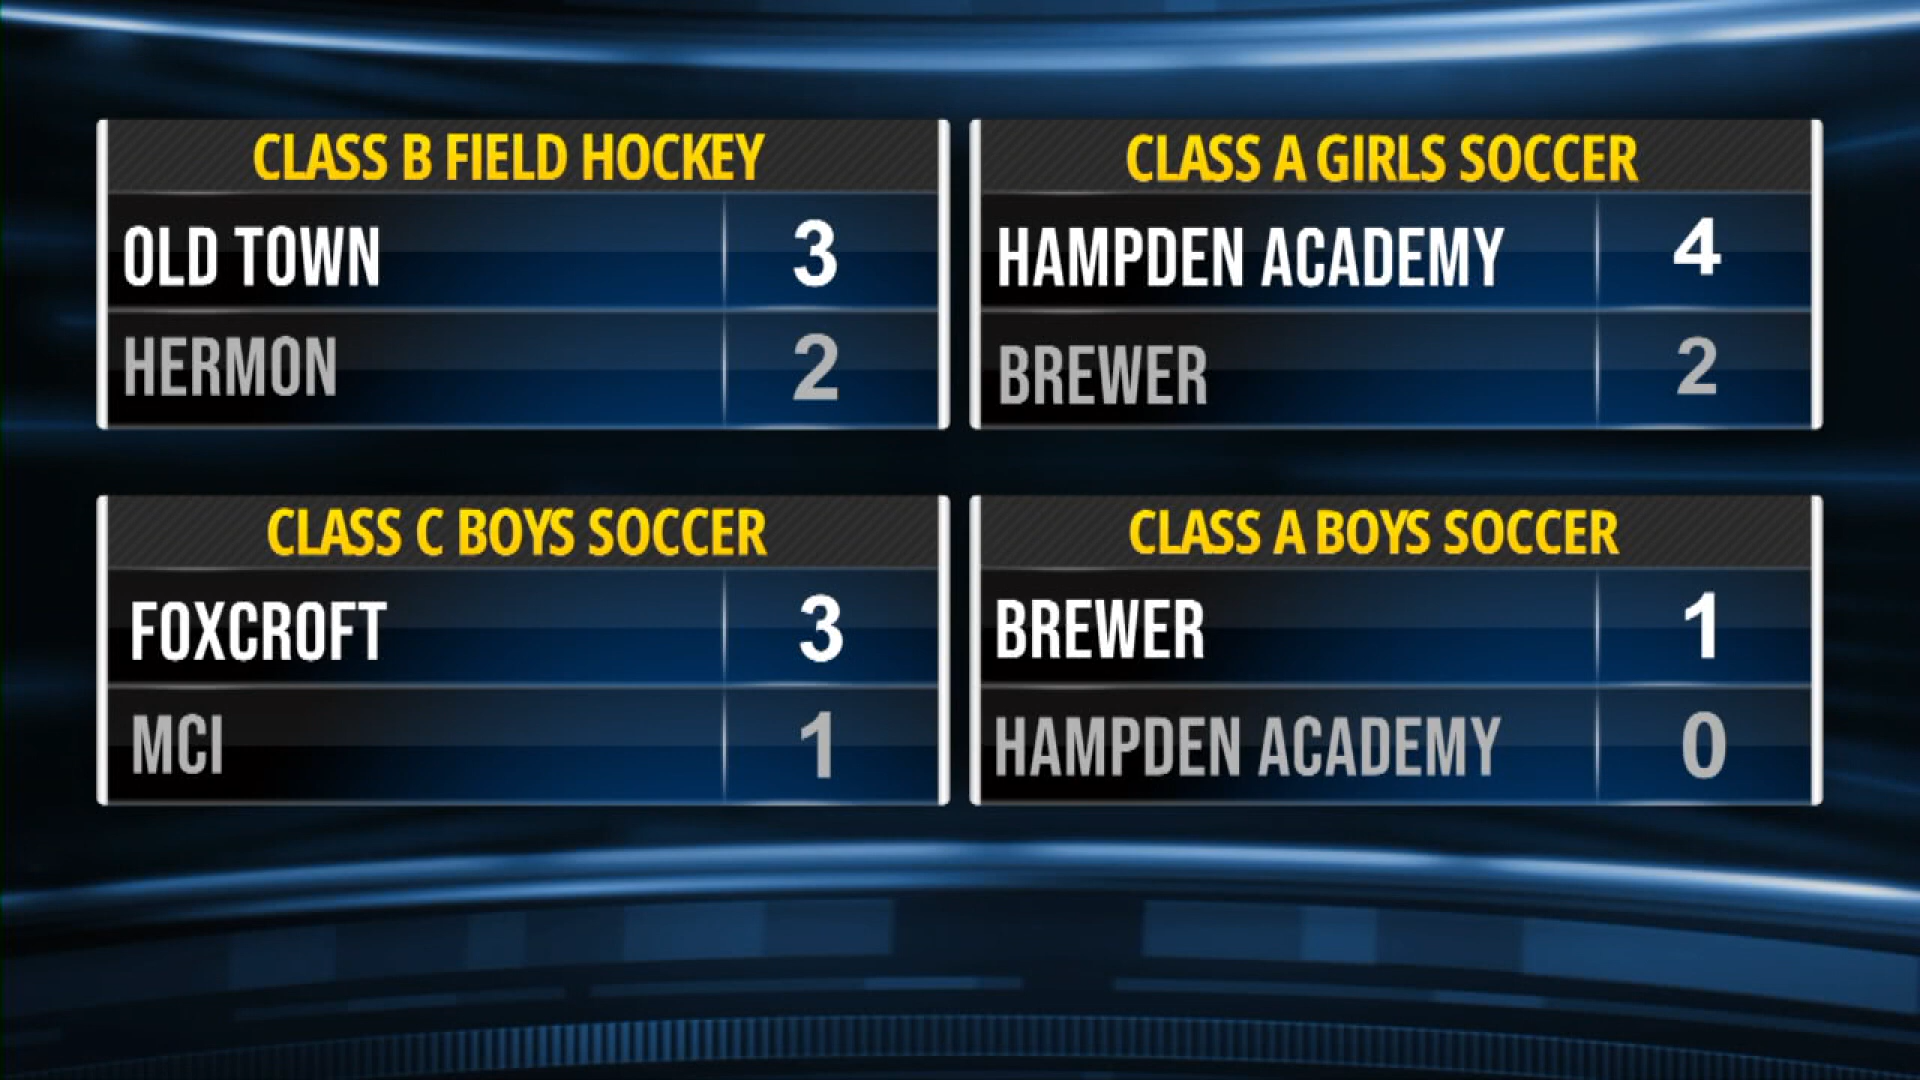 CLASS B FIELD HOCKEY
OLD TOWN 3
HERMON 2
CLASS A GIRLS SOCCER
HAMPDEN ACADEMY 4
BREWER 2
CLASS C BOYS SOCCER
FOXCROFT 3
MCI 1
CLASS A BOYS SOCCER
BREWER 1
HAMPDEN ACADEMY 0